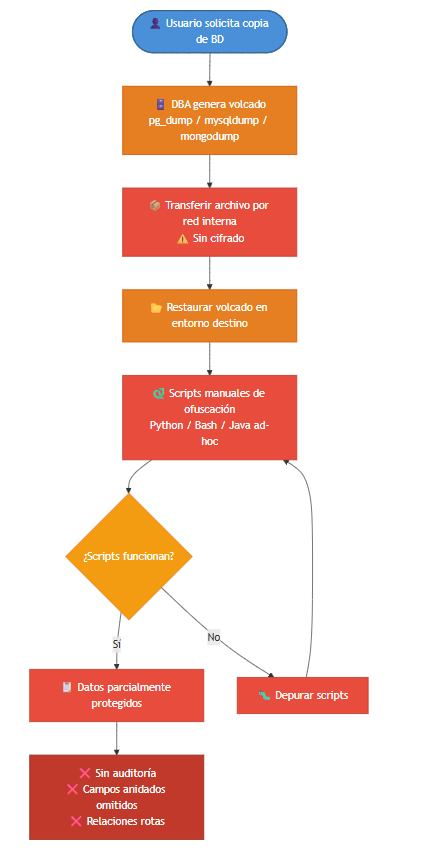 👤 Usuario solicita copia
de BD
🗄️ DBA genera volcado
pg_dump / mysqldump /
mongodump
📦 Transferir archivo por
red interna
⚠️ Sin cifrado
📂 Restaurar volcado en
entorno destino
Scripts manuales de
ofuscación
Python / Bash / Java ad-
hoc
¿Scripts funcionan?
Sí
No
Datos parcialmente
protegidos
Depurar scripts
❌ Sin auditoría
❌ Campos anidados
omitidos
❌ Relaciones rotas